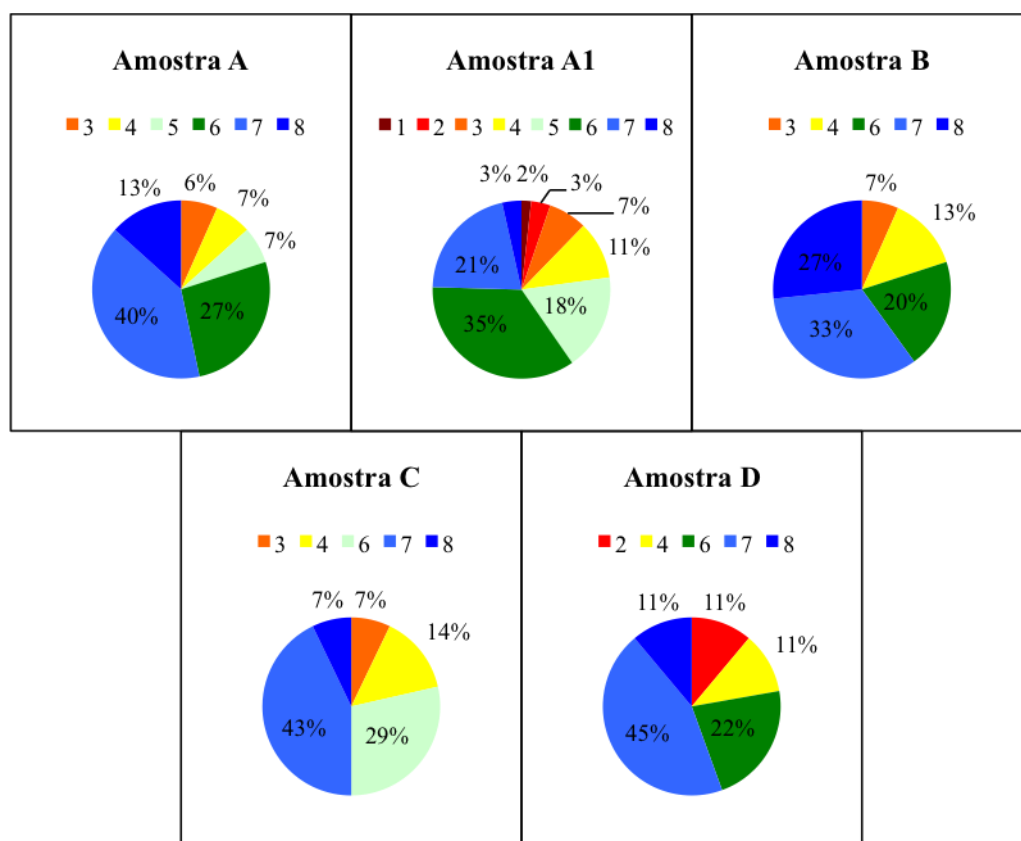 Amostra A
3 4 5 6 7 8
13% 6% 7% 7% 27% 40%
Amostra A1
1 2 3 4 5 6 7 8
3% 2% 3% 7% 11% 18% 35% 21%
Amostra B
3 4 6 7 8
7% 13% 20% 33% 27%
Amostra C
3 4 6 7 8
7% 7% 14% 29% 43%
Amostra D
2 4 6 7 8
11% 11% 11% 22% 45%